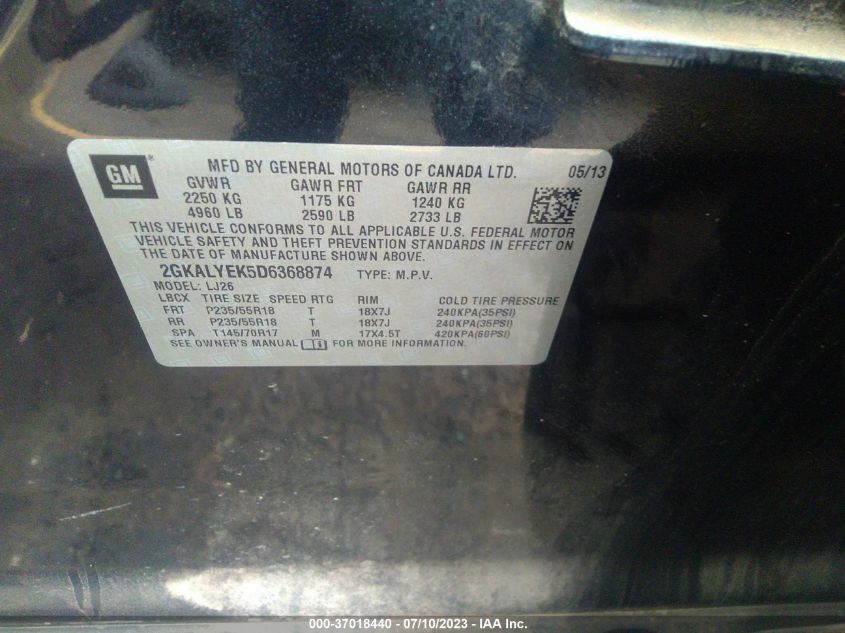 GM ®
MFD BY GENERAL MOTORS OF CANADA LTD. 05/13
GVWR GAWR FRT GAWR RR
2250 KG 1175 KG 1240 KG
4960 LB 2590 LB 2733 LB
THIS VEHICLE CONFORMS TO ALL APPLICABLE U.S. FEDERAL MOTOR
VEHICLE SAFETY AND THEFT PREVENTION STANDARDS IN EFFECT ON
THE DATE OF MANUFACTURE SHOWN ABOVE.
2GKALYEK5D6368874 TYPE: M.P.V.
MODEL: LJ26
LBCX TIRE SIZE SPEED RTG RIM COLD TIRE PRESSURE
FRT P235/55R18 T 18X7J 240KPA(35PSI)
RR P235/55R18 T 18X7J 240KPA(35PSI)
SPA T145/70R17 M 17X4.5T 420KPA(60PSI)
SEE OWNER'S MANUAL FOR MORE INFORMATION.
000-37018440 - 07/10/2023 - IAA Inc.